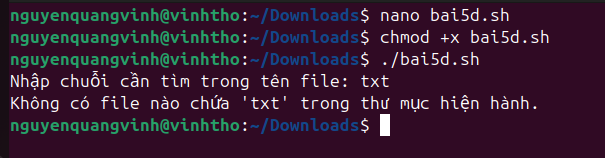 nguyenquangvinh@vinhtho:~/Downloads$ nano bai5d.sh
nguyenquangvinh@vinhtho:~/Downloads$ chmod +x bai5d.sh
nguyenquangvinh@vinhtho:~/Downloads$ ./bai5d.sh
Nhập chuỗi cần tìm trong tên file: txt
Không có file nào chứa 'txt' trong thư mục hiện hành.
nguyenquangvinh@vinhtho:~/Downloads$